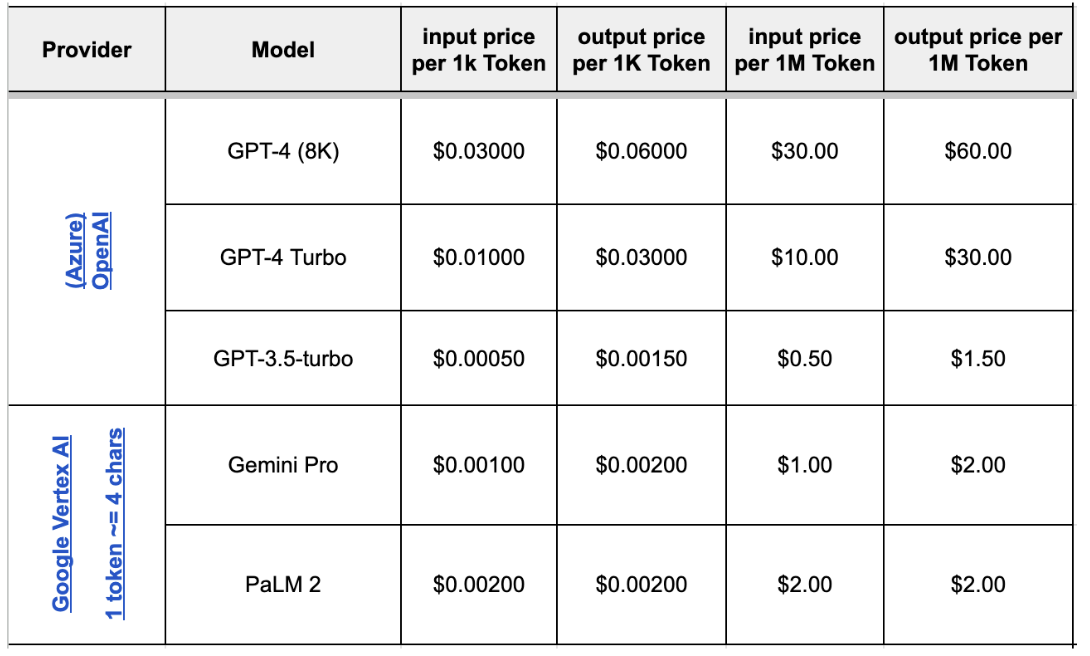 Provider
Model
input price
per 1k Token
output price
per 1K Token
input price
per 1M Token
output price per
1M Token
(Azure)
OpenAI
GPT-4 (8K)
$0.03000
$0.06000
$30.00
$60.00
GPT-4 Turbo
$0.01000
$0.03000
$10.00
$30.00
GPT-3.5-turbo
$0.00050
$0.00150
$0.50
$1.50
Google Vertex AI
1 token ~= 4 chars
Gemini Pro
$0.00100
$0.00200
$1.00
$2.00
PaLM 2
$0.00200
$0.00200
$2.00
$2.00